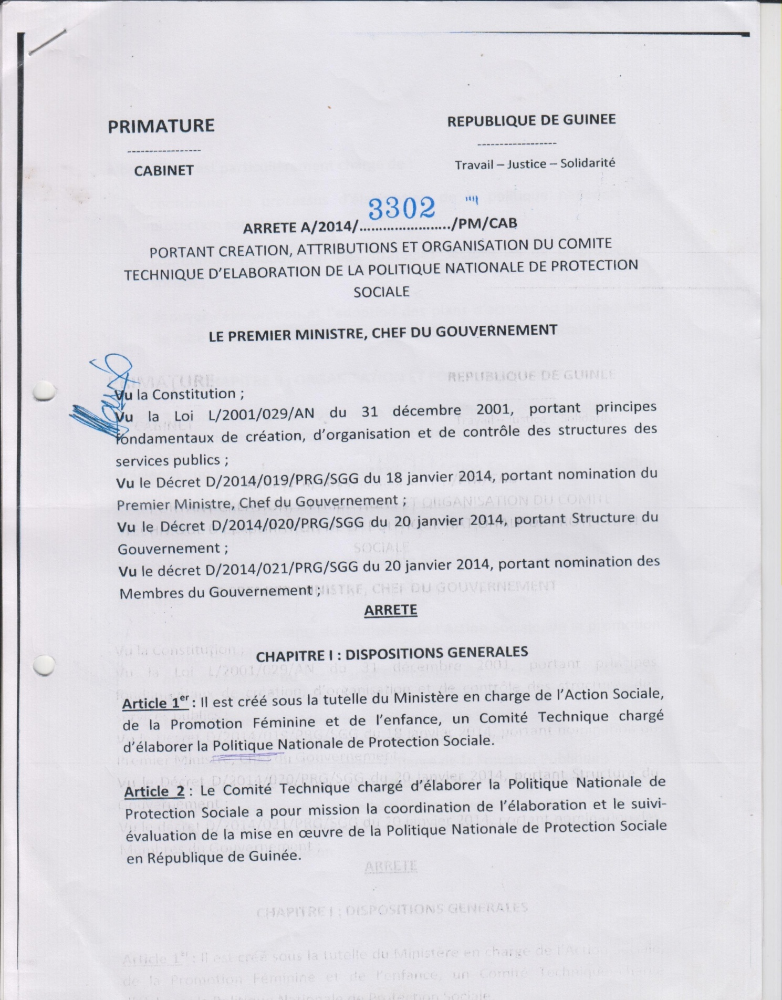 PRIMATURE
-----------------
CABINET
REPUBLIQUE DE GUINEE
------------------
Travail – Justice – Solidarité
3302
ARRETE A/2014/......................./PM/CAB
PORTANT CREATION, ATTRIBUTIONS ET ORGANISATION DU COMITE
TECHNIQUE D'ELABORATION DE LA POLITIQUE NATIONALE DE PROTECTION
SOCIALE
LE PREMIER MINISTRE, CHEF DU GOUVERNEMENT
Vu la Constitution ;
Vu la Loi L/2001/029/AN du 31 décembre 2001, portant principes
fondamentaux de création, d'organisation et de contrôle des structures des
services publics ;
Vu le Décret D/2014/019/PRG/SGG du 18 janvier 2014, portant nomination du
Premier Ministre, Chef du Gouvernement ;
Vu le Décret D/2014/020/PRG/SGG du 20 janvier 2014, portant Structure du
Gouvernement ;
Vu le décret D/2014/021/PRG/SGG du 20 janvier 2014, portant nomination des
Membres du Gouvernement ;
ARRETE
CHAPITRE I : DISPOSITIONS GENERALES
Article 1er : Il est créé sous la tutelle du Ministère en charge de l'Action Sociale,
de la Promotion Féminine et de l'enfance, un Comité Technique chargé
d'élaborer la Politique Nationale de Protection Sociale.
Article 2 : Le Comité Technique chargé d'élaborer la Politique Nationale de
Protection Sociale a pour mission la coordination de l'élaboration et le suivi-
évaluation de la mise en œuvre de la Politique Nationale de Protection Sociale
en République de Guinée.